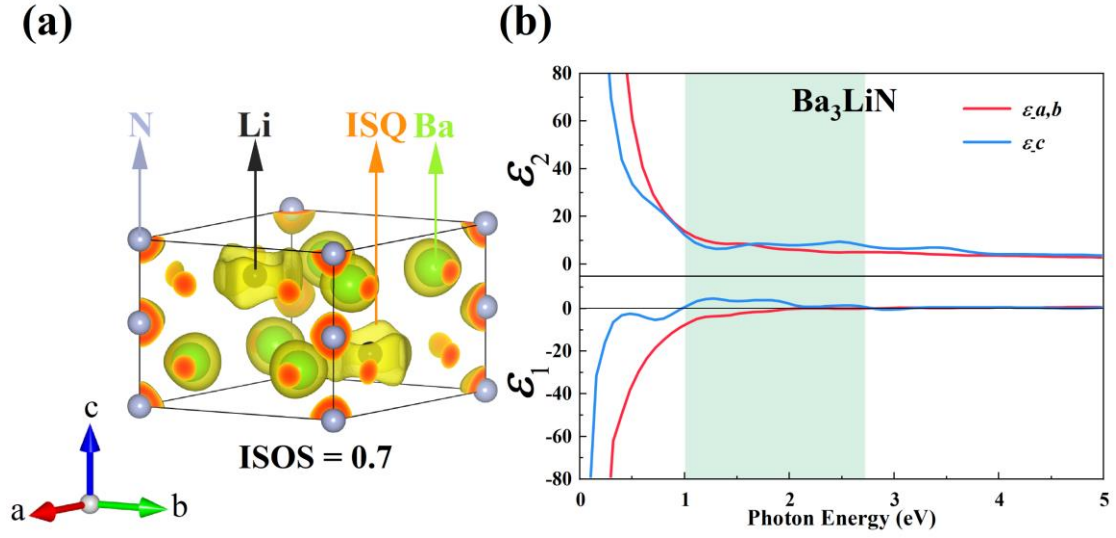 (a)
N Li ISQ Ba
ISOS = 0.7
c
a b
(b)
Ba₃LiN
ε_a,b
ε_c
80
60
40
20
0
ε₂
0
-20
-40
-60
-80
ε₁
0 1 2 3 4 5
Photon Energy (eV)